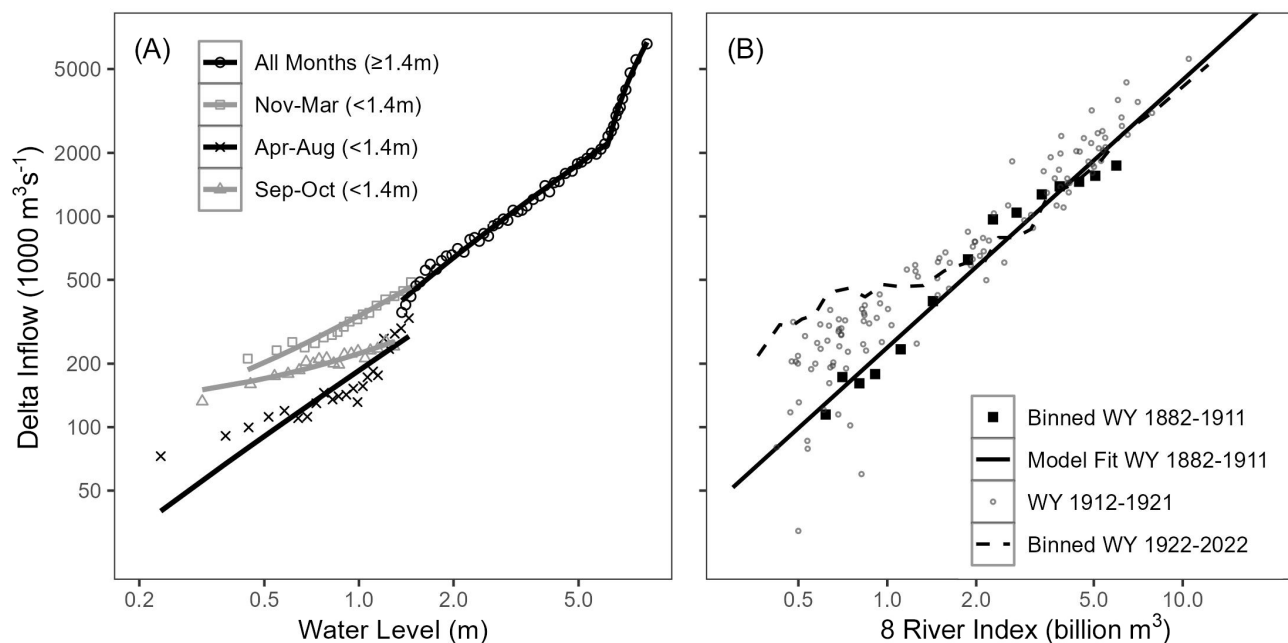 (A)
All Months (≥1.4m)
Nov-Mar (<1.4m)
Apr-Aug (<1.4m)
Sep-Oct (<1.4m)
Delta Inflow (1000 m³s⁻¹)
5000
2000
1000
500
200
100
50
0.2
0.5
1.0
2.0
5.0
Water Level (m)
(B)
Binned WY 1882-1911
Model Fit WY 1882-1911
WY 1912-1921
Binned WY 1922-2022
0.5
1.0
2.0
5.0
10.0
8 River Index (billion m³)